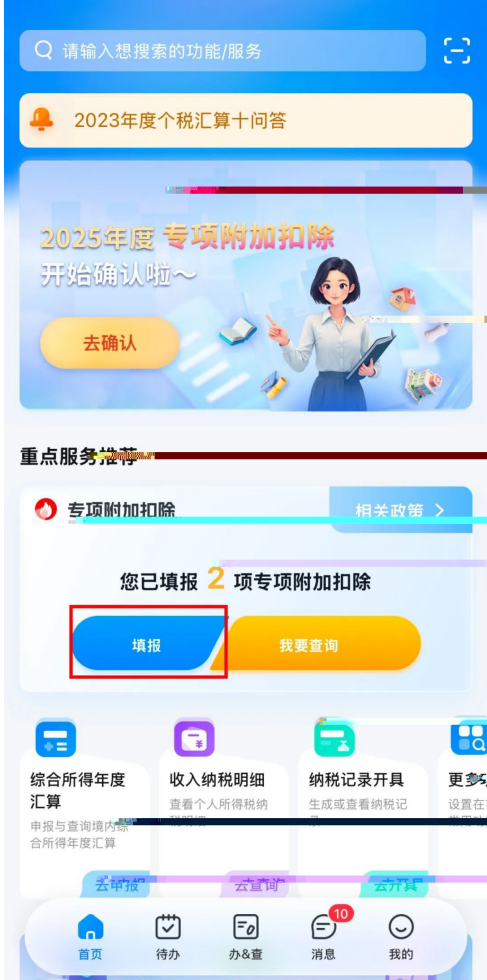 请输入想搜索的功能/服务
2023年度个税汇算十问答
2025年度 专项附加扣除
开始确认啦～
去确认
重点服务推荐
专项附加扣除
相关政策 >
您已填报 2 项专项附加扣除
填报
我要查询
综合所得年度
汇算
申报与查询境内综
合所得年度汇算
去申报
收入纳税明细
查看个人所得税纳
税明细
去查询
纳税记录开具
生成或查看纳税记
录
去开具
更多
设置在
首页
待办
办&查
10
消息
我的